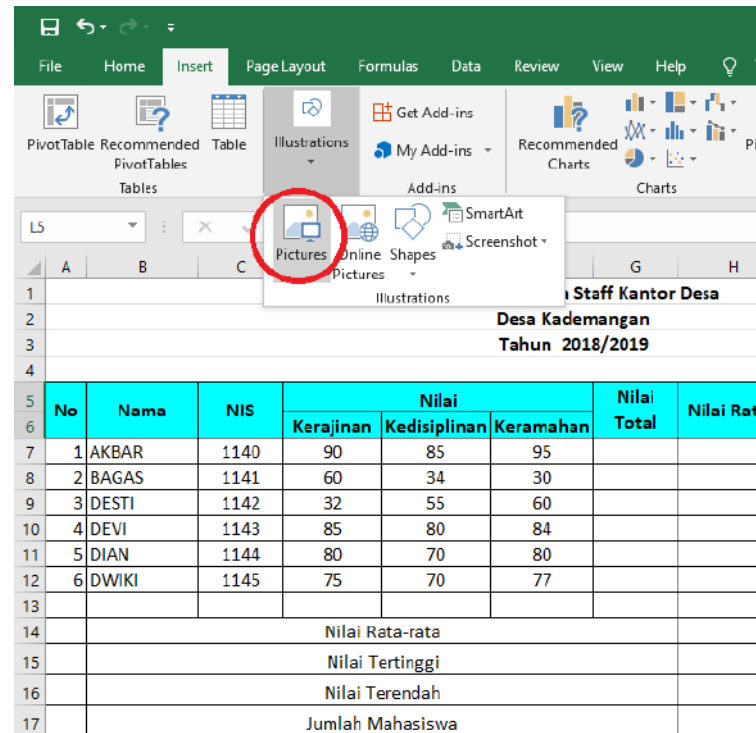 File Home Insert Page Layout Formulas Data Review View Help
PivotTable Recommended PivotTables Table
Illustrations
Get Add-ins
My Add-ins
Recommended Charts
Tables Add-ins Charts
L5
Pictures Online Pictures Shapes SmartArt
Screenshot
Illustrations
A B C G H
1 Staff Kantor Desa
2 Desa Kademangan
3 Tahun 2018/2019
4
5 No Nama NIS Nilai Nilai Total Nilai
6 Kerajinan Kedisiplinan Keramahan
7 1 AKBAR 1140 90 85 95
8 2 BAGAS 1141 60 34 30
9 3 DESTI 1142 32 55 60
10 4 DEVI 1143 85 80 84
11 5 DIAN 1144 80 70 80
12 6 DWIKI 1145 75 70 77
13
14 Nilai Rata-rata
15 Nilai Tertinggi
16 Nilai Terendah
17 Jumlah Mahasiswa